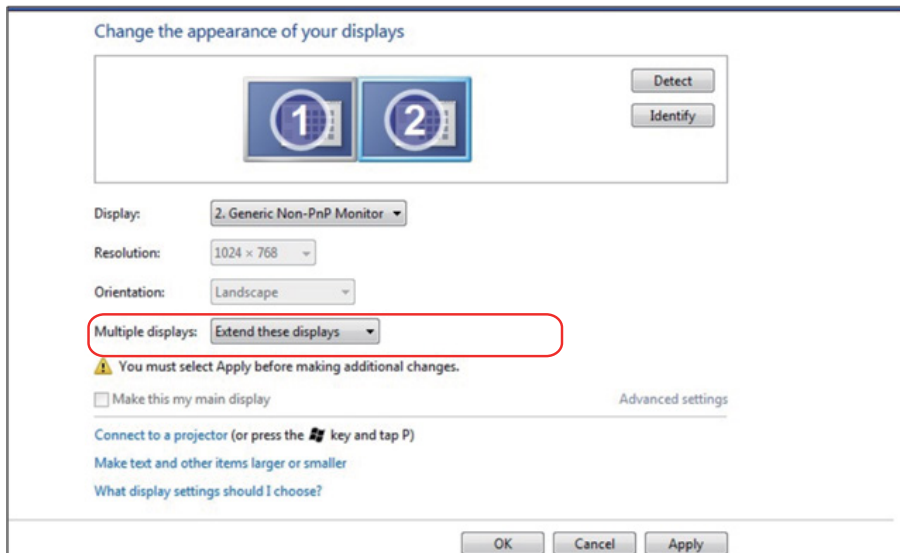 Change the appearance of your displays
1 2
Detect
Identify
Display: 2. Generic Non-PnP Monitor
Resolution: 1024 × 768
Orientation: Landscape
Multiple displays: Extend these displays
You must select Apply before making additional changes.
Make this my main display Advanced settings
Connect to a projector (or press the key and tap P)
Make text and other items larger or smaller
What display settings should I choose?
OK Cancel Apply